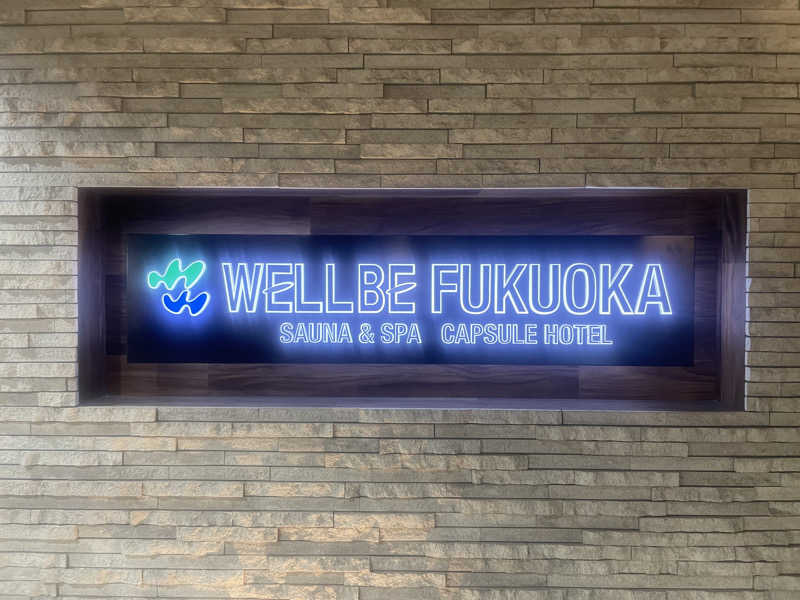 WELLBE FUKUOKA
SAUNA & SPA CAPSULE HOTEL